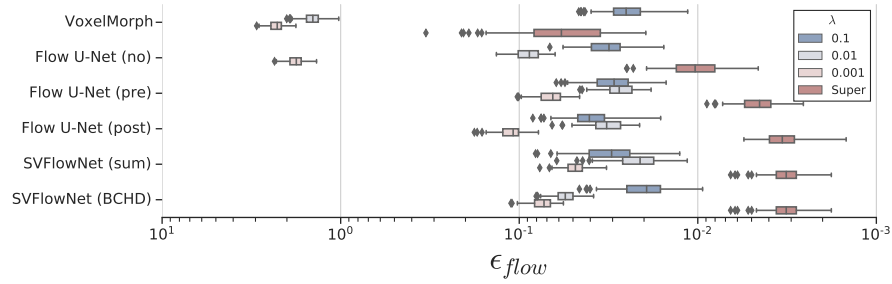 VoxelMorph
Flow U-Net (no)
Flow U-Net (pre)
Flow U-Net (post)
SVFlowNet (sum)
SVFlowNet (BCHD)
λ
0.1
0.01
0.001
Super
10¹ 10⁰ 10⁻¹ 10⁻² 10⁻³
ϵ_flow